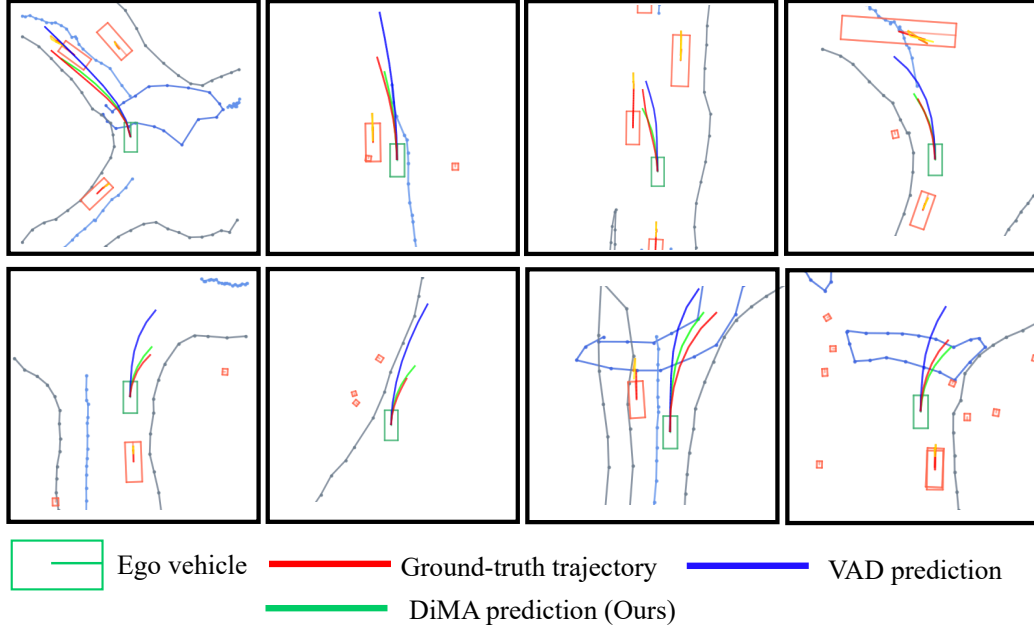 Ego vehicle
Ground-truth trajectory
VAD prediction
DiMA prediction (Ours)